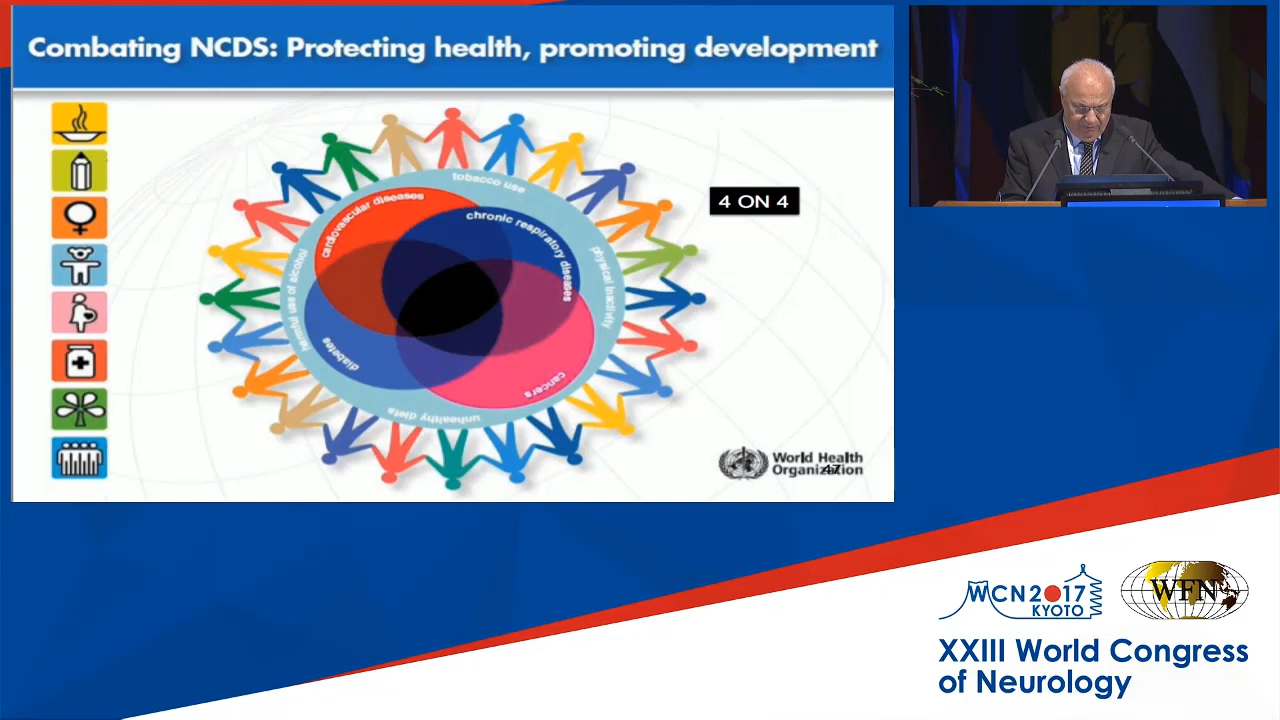 Combating NCDS: Protecting health, promoting development
tobacco use
cardiovascular diseases
chronic respiratory diseases
4 ON 4
harmful use of alcohol
physical inactivity
diabetes
cancers
unhealthy diets
World Health
Organization
47
WCN2017
KYOTO
WFN
XXIII World Congress
of Neurology